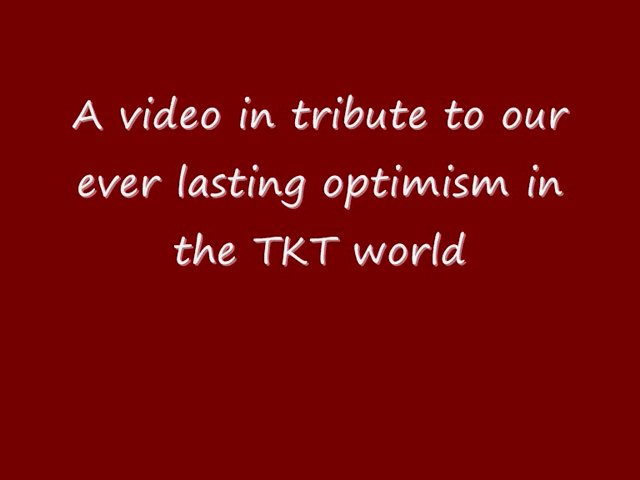 A video in tribute to our
ever lasting optimism in
the TKT world